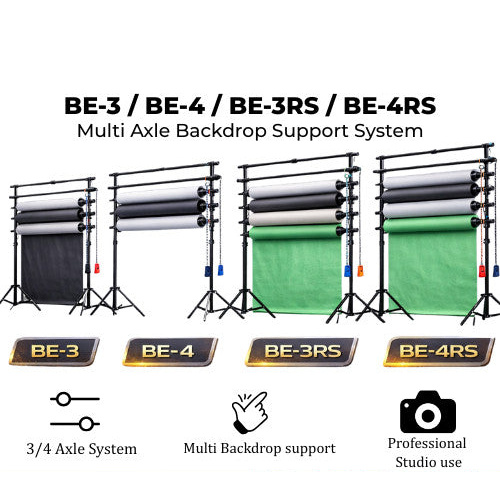 BE-3 / BE-4 / BE-3RS / BE-4RS
Multi Axle Backdrop Support System
BE-3 BE-4 BE-3RS BE-4RS
3/4 Axle System
Multi Backdrop support
Professional
Studio use